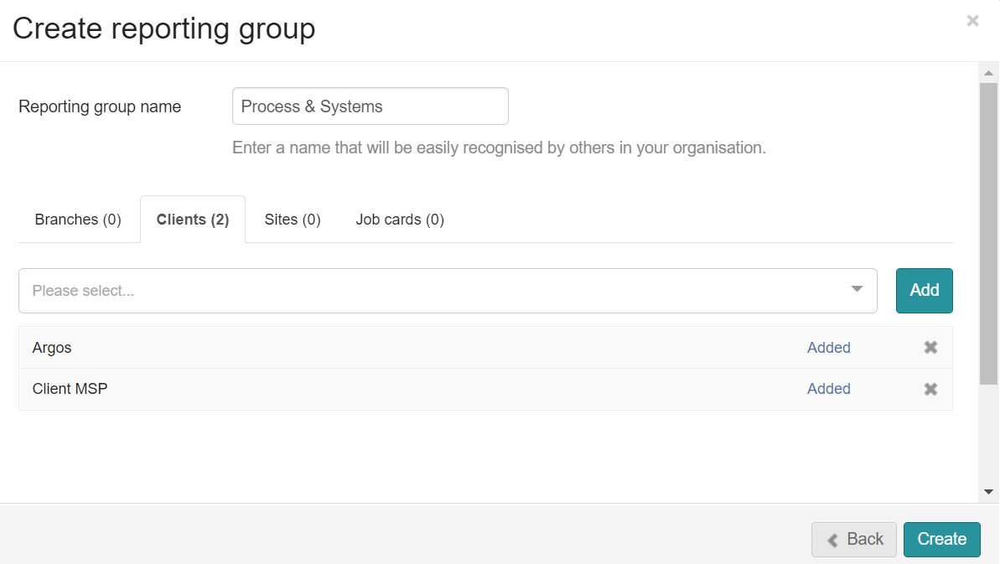 Create reporting group
Reporting group name
Process & Systems
Enter a name that will be easily recognised by others in your organisation.
Branches (0) Clients (2) Sites (0) Job cards (0)
Please select...
Add
Argos Added
Client MSP Added
Back Create